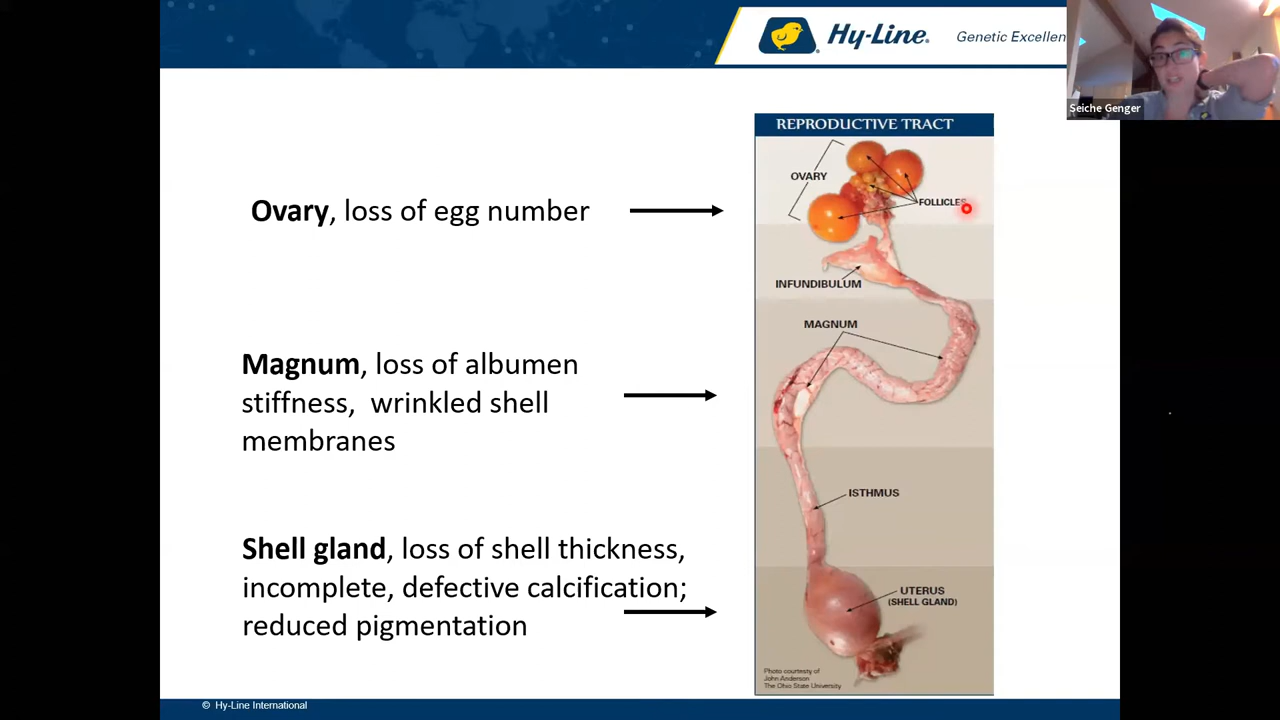 Hy-Line®
Genetic Excellen
Seiche Genger
REPRODUCTIVE TRACT
OVARY
FOLLICLES
Ovary, loss of egg number
INFUNDIBULUM
MAGNUM
Magnum, loss of albumen
stiffness,  wrinkled shell
membranes
ISTHMUS
Shell gland, loss of shell thickness,
incomplete, defective calcification;
reduced pigmentation
UTERUS
(SHELL GLAND)
Photo courtesty of
John Anderson
The Ohio State University
© Hy-Line International